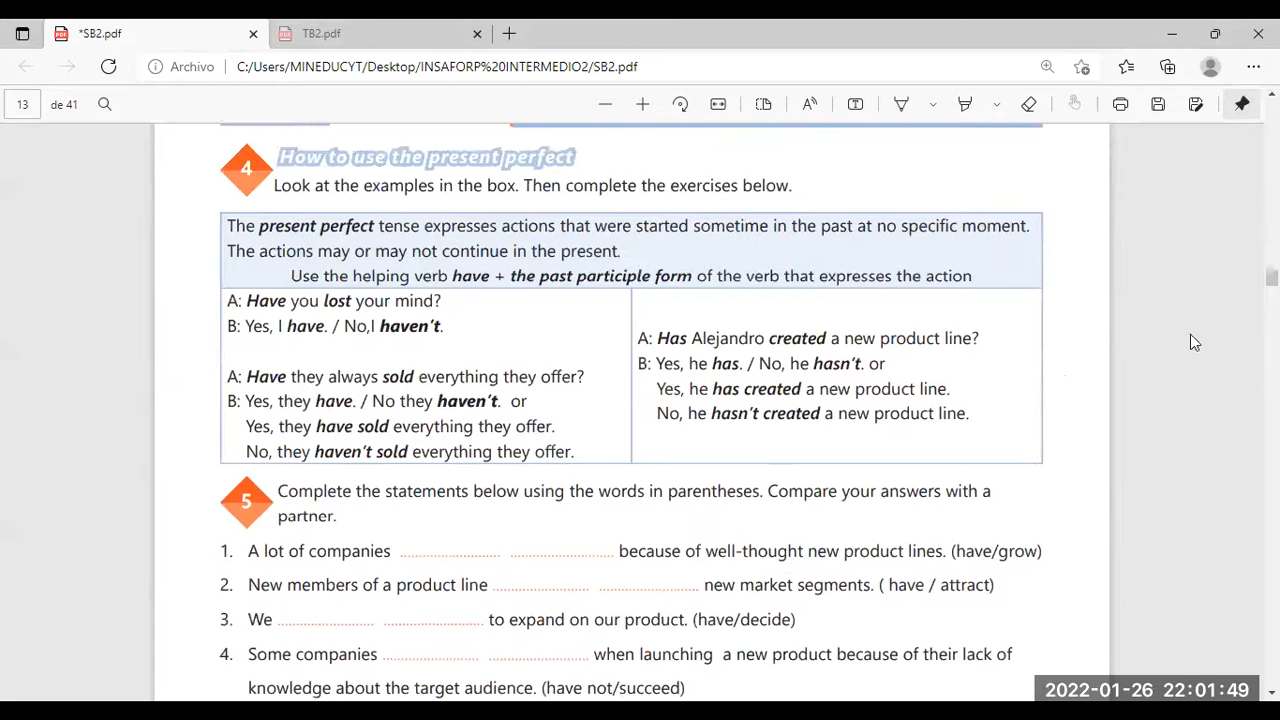 *SB2.pdf
TB2.pdf
Archivo C:/Users/MINEDUCYT/Desktop/INSAFORP%20INTERMEDIO2/SB2.pdf
13 de 41
4 How to use the present perfect
Look at the examples in the box. Then complete the exercises below.
The present perfect tense expresses actions that were started sometime in the past at no specific moment.
The actions may or may not continue in the present.
Use the helping verb have + the past participle form of the verb that expresses the action
A: Have you lost your mind?
B: Yes, I have. / No,I haven't.
A: Have they always sold everything they offer?
B: Yes, they have. / No they haven't. or
Yes, they have sold everything they offer.
No, they haven't sold everything they offer.
A: Has Alejandro created a new product line?
B: Yes, he has. / No, he hasn't. or
Yes, he has created a new product line.
No, he hasn't created a new product line.
5 Complete the statements below using the words in parentheses. Compare your answers with a
partner.
1. A lot of companies ........................ ......................... because of well-thought new product lines. (have/grow)
2. New members of a product line ........................ ......................... new market segments. ( have / attract)
3. We ........................ ......................... to expand on our product. (have/decide)
4. Some companies ........................ ......................... when launching a new product because of their lack of
knowledge about the target audience. (have not/succeed)
2022-01-26 22:01:49